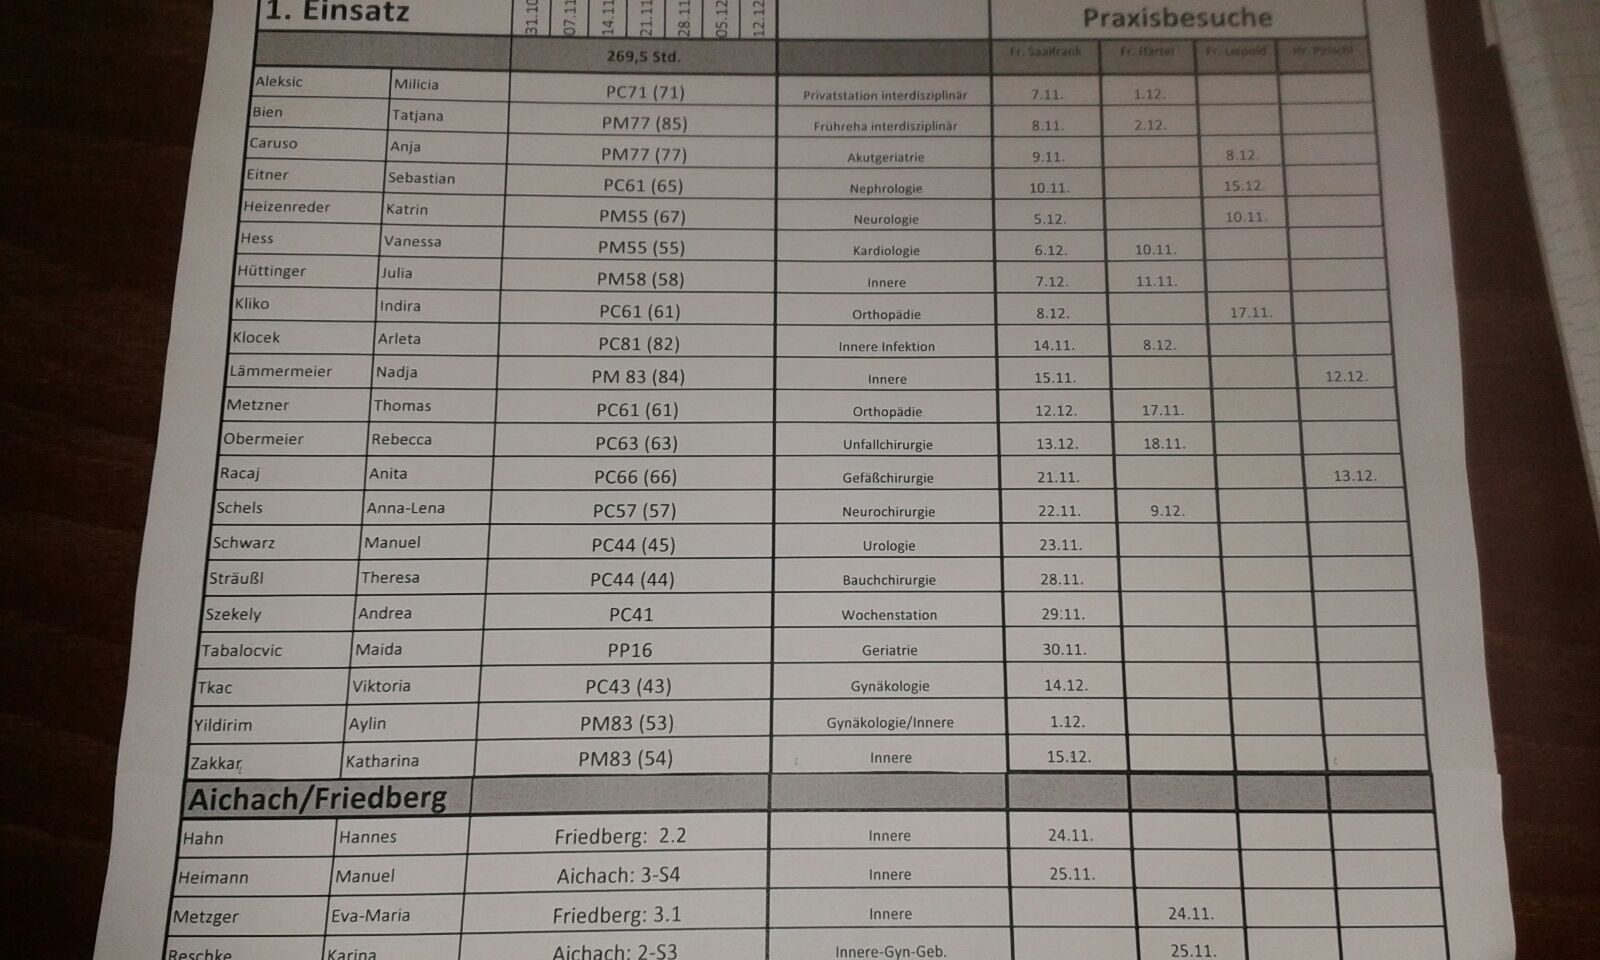 1. Einsatz 31.10 07.11 14.11 21.11 28.11 05.12 12.12 Praxisbesuche
269,5 Std. Fr. Saalfrank Fr. Härtel Fr. Liepold
Aleksic Milicia PC71 (71) Privatstation interdisziplinär 7.11. 1.12.
Bien Tatjana PM77 (85) Frühreha interdisziplinär 8.11. 2.12.
Caruso Anja PM77 (77) Akutgeriatrie 9.11. 8.12.
Eitner Sebastian PC61 (65) Nephrologie 10.11. 15.12.
Heizenreder Katrin PM55 (67) Neurologie 5.12. 10.11.
Hess Vanessa PM55 (55) Kardiologie 6.12. 10.11.
Hüttinger Julia PM58 (58) Innere 7.12. 11.11.
Kliko Indira PC61 (61) Orthopädie 8.12. 17.11.
Klocek Arleta PC81 (82) Innere Infektion 14.11. 8.12.
Lämmermeier Nadja PM 83 (84) Innere 15.11. 12.12.
Metzner Thomas PC61 (61) Orthopädie 12.12. 17.11.
Obermeier Rebecca PC63 (63) Unfallchirurgie 13.12. 18.11.
Racaj Anita PC66 (66) Gefäßchirurgie 21.11. 13.12.
Schels Anna-Lena PC57 (57) Neurochirurgie 22.11. 9.12.
Schwarz Manuel PC44 (45) Urologie 23.11.
Sträußl Theresa PC44 (44) Bauchchirurgie 28.11.
Szekely Andrea PC41 Wochenstation 29.11.
Tabalocvic Maida PP16 Geriatrie 30.11.
Tkac Viktoria PC43 (43) Gynäkologie 14.12.
Yildirim Aylin PM83 (53) Gynäkologie/Innere 1.12.
Zakkar Katharina PM83 (54) Innere 15.12.
Aichach/Friedberg
Hahn Hannes Friedberg: 2.2 Innere 24.11.
Heimann Manuel Aichach: 3-S4 Innere 25.11.
Metzger Eva-Maria Friedberg: 3.1 Innere 24.11.
Reschke Karina Aichach: 2-S3 Innere-Gyn-Geb. 25.11.